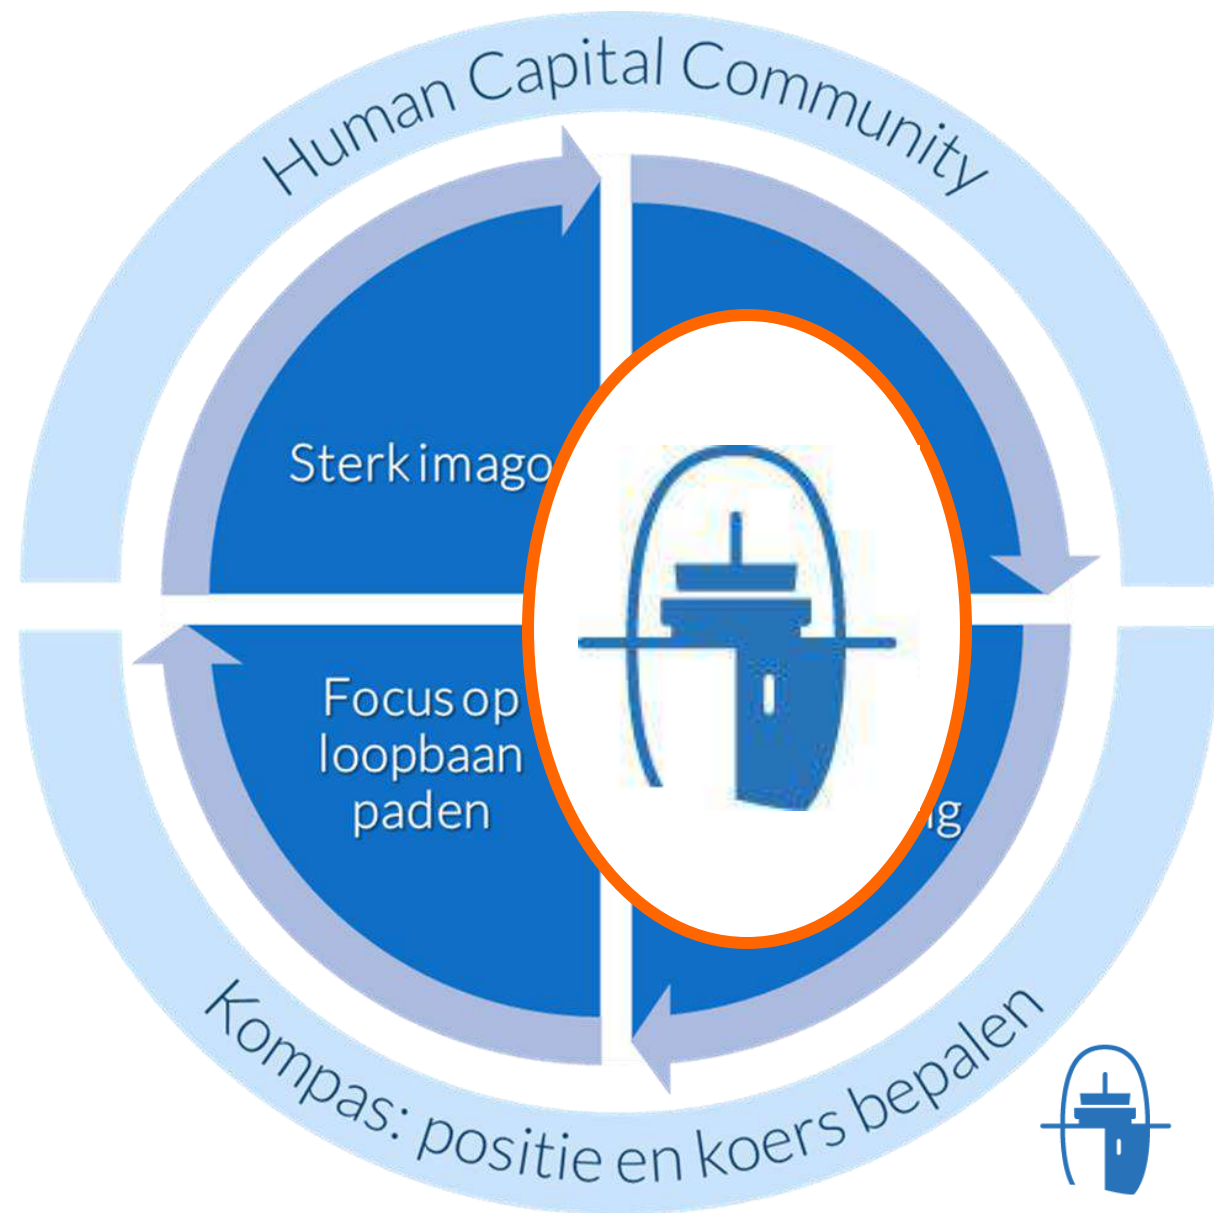 Human Capital Community
Sterk imago
Focus op
loopbaan
paden
Kompas: positie en koers bepalen